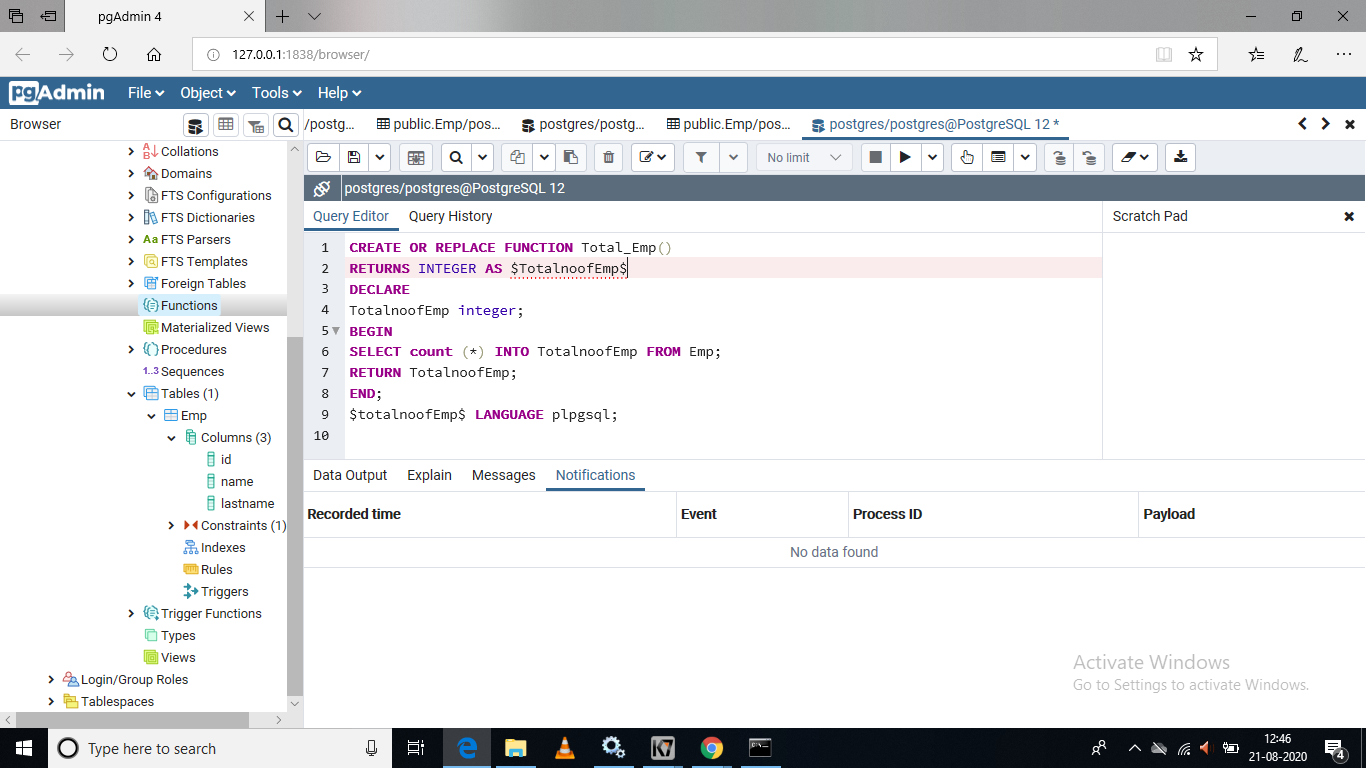 pgAdmin 4
127.0.0.1:1838/browser/
pgAdmin File Object Tools Help
Browser
/postg... public.Emp/pos... postgres/postg... public.Emp/pos... postgres/postgres@PostgreSQL 12 *
No limit
postgres/postgres@PostgreSQL 12
Query Editor Query History Scratch Pad
Collations
Domains
FTS Configurations
FTS Dictionaries
Aa FTS Parsers
FTS Templates
Foreign Tables
Functions
Materialized Views
Procedures
1..3 Sequences
Tables (1)
Emp
Columns (3)
id
name
lastname
Constraints (1)
Indexes
Rules
Triggers
Trigger Functions
Types
Views
Login/Group Roles
Tablespaces
1 CREATE OR REPLACE FUNCTION Total_Emp()
2 RETURNS INTEGER AS $TotalnoofEmp$
3 DECLARE
4 TotalnoofEmp integer;
5 BEGIN
6 SELECT count (*) INTO TotalnoofEmp FROM Emp;
7 RETURN TotalnoofEmp;
8 END;
9 $totalnoofEmp$ LANGUAGE plpgsql;
10
Data Output Explain Messages Notifications
Recorded time Event Process ID Payload
No data found
Activate Windows
Go to Settings to activate Windows.
Type here to search
12:46
21-08-2020
4